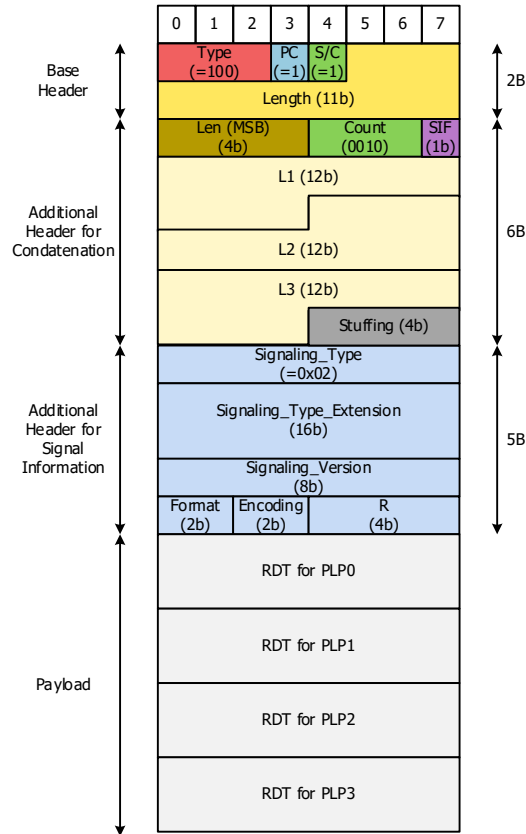 0 1 2 3 4 5 6 7
Type
(=100)
PC
(=1)
S/C
(=1)
Base
Header
2B
Length (11b)
Len (MSB)
(4b)
Count
(0010)
SIF
(1b)
L1 (12b)
Additional
Header for
Condatenation
6B
L2 (12b)
L3 (12b)
Stuffing (4b)
Signaling_Type
(=0x02)
Additional
Header for
Signal
Information
Signaling_Type_Extension
(16b)
5B
Signaling_Version
(8b)
Format
(2b)
Encoding
(2b)
R
(4b)
RDT for PLP0
RDT for PLP1
Payload
RDT for PLP2
RDT for PLP3